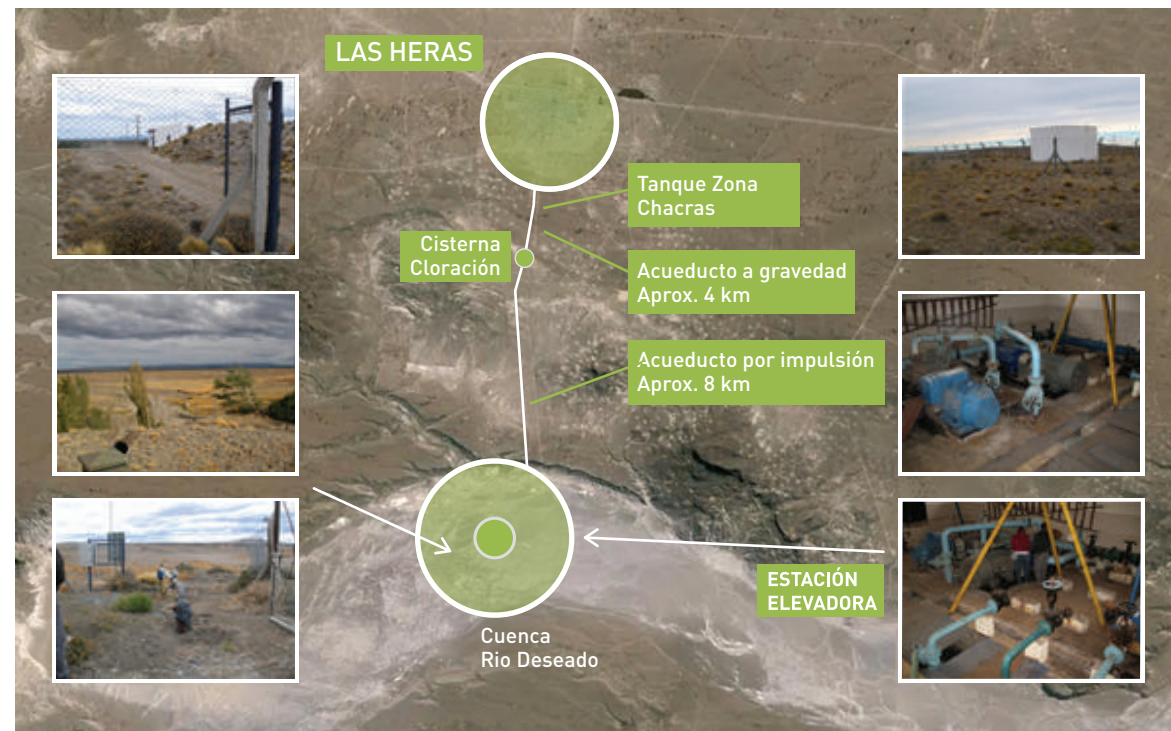 LAS HERAS
Tanque Zona
Chacras
Cisterna
Cloración
Acueducto a gravedad
Aprox. 4 km
Acueducto por impulsión
Aprox. 8 km
ESTACIÓN
ELEVADORA
Cuenca
Rio Deseado